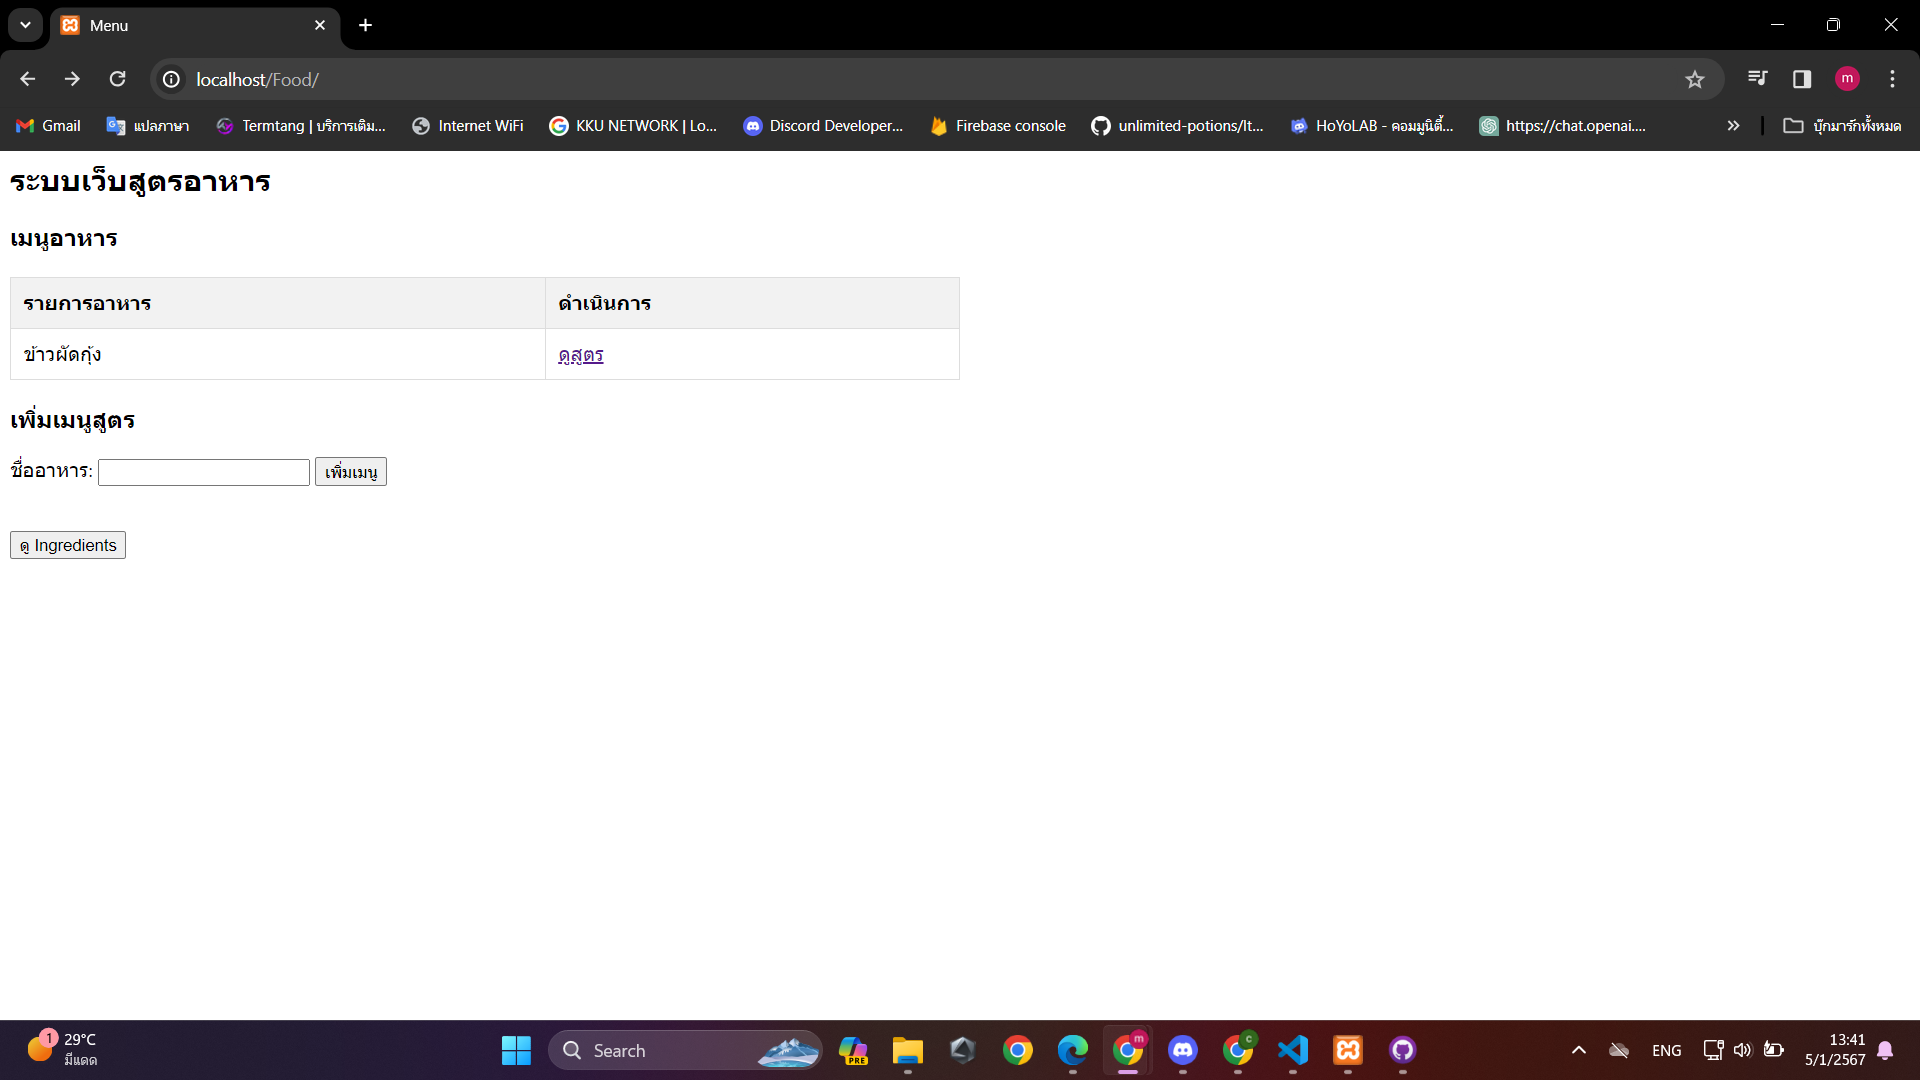 Menu
localhost/Food/
m
Gmail
แปลภาษา
Termtang | บริการเติม...
Internet WiFi
KKU NETWORK | Lo...
Discord Developer...
Firebase console
unlimited-potions/It...
HoYoLAB - คอมมูนิตี้...
https://chat.openai....
บุ๊กมาร์กทั้งหมด
ระบบเว็บสูตรอาหาร
เมนูอาหาร
รายการอาหาร ดำเนินการ
ข้าวผัดกุ้ง ดูสูตร
เพิ่มเมนูสูตร
ชื่ออาหาร: เพิ่มเมนู
ดู Ingredients
1
29°C
มีแดด
Search
PRE
m
c
ENG
13:41
5/1/2567